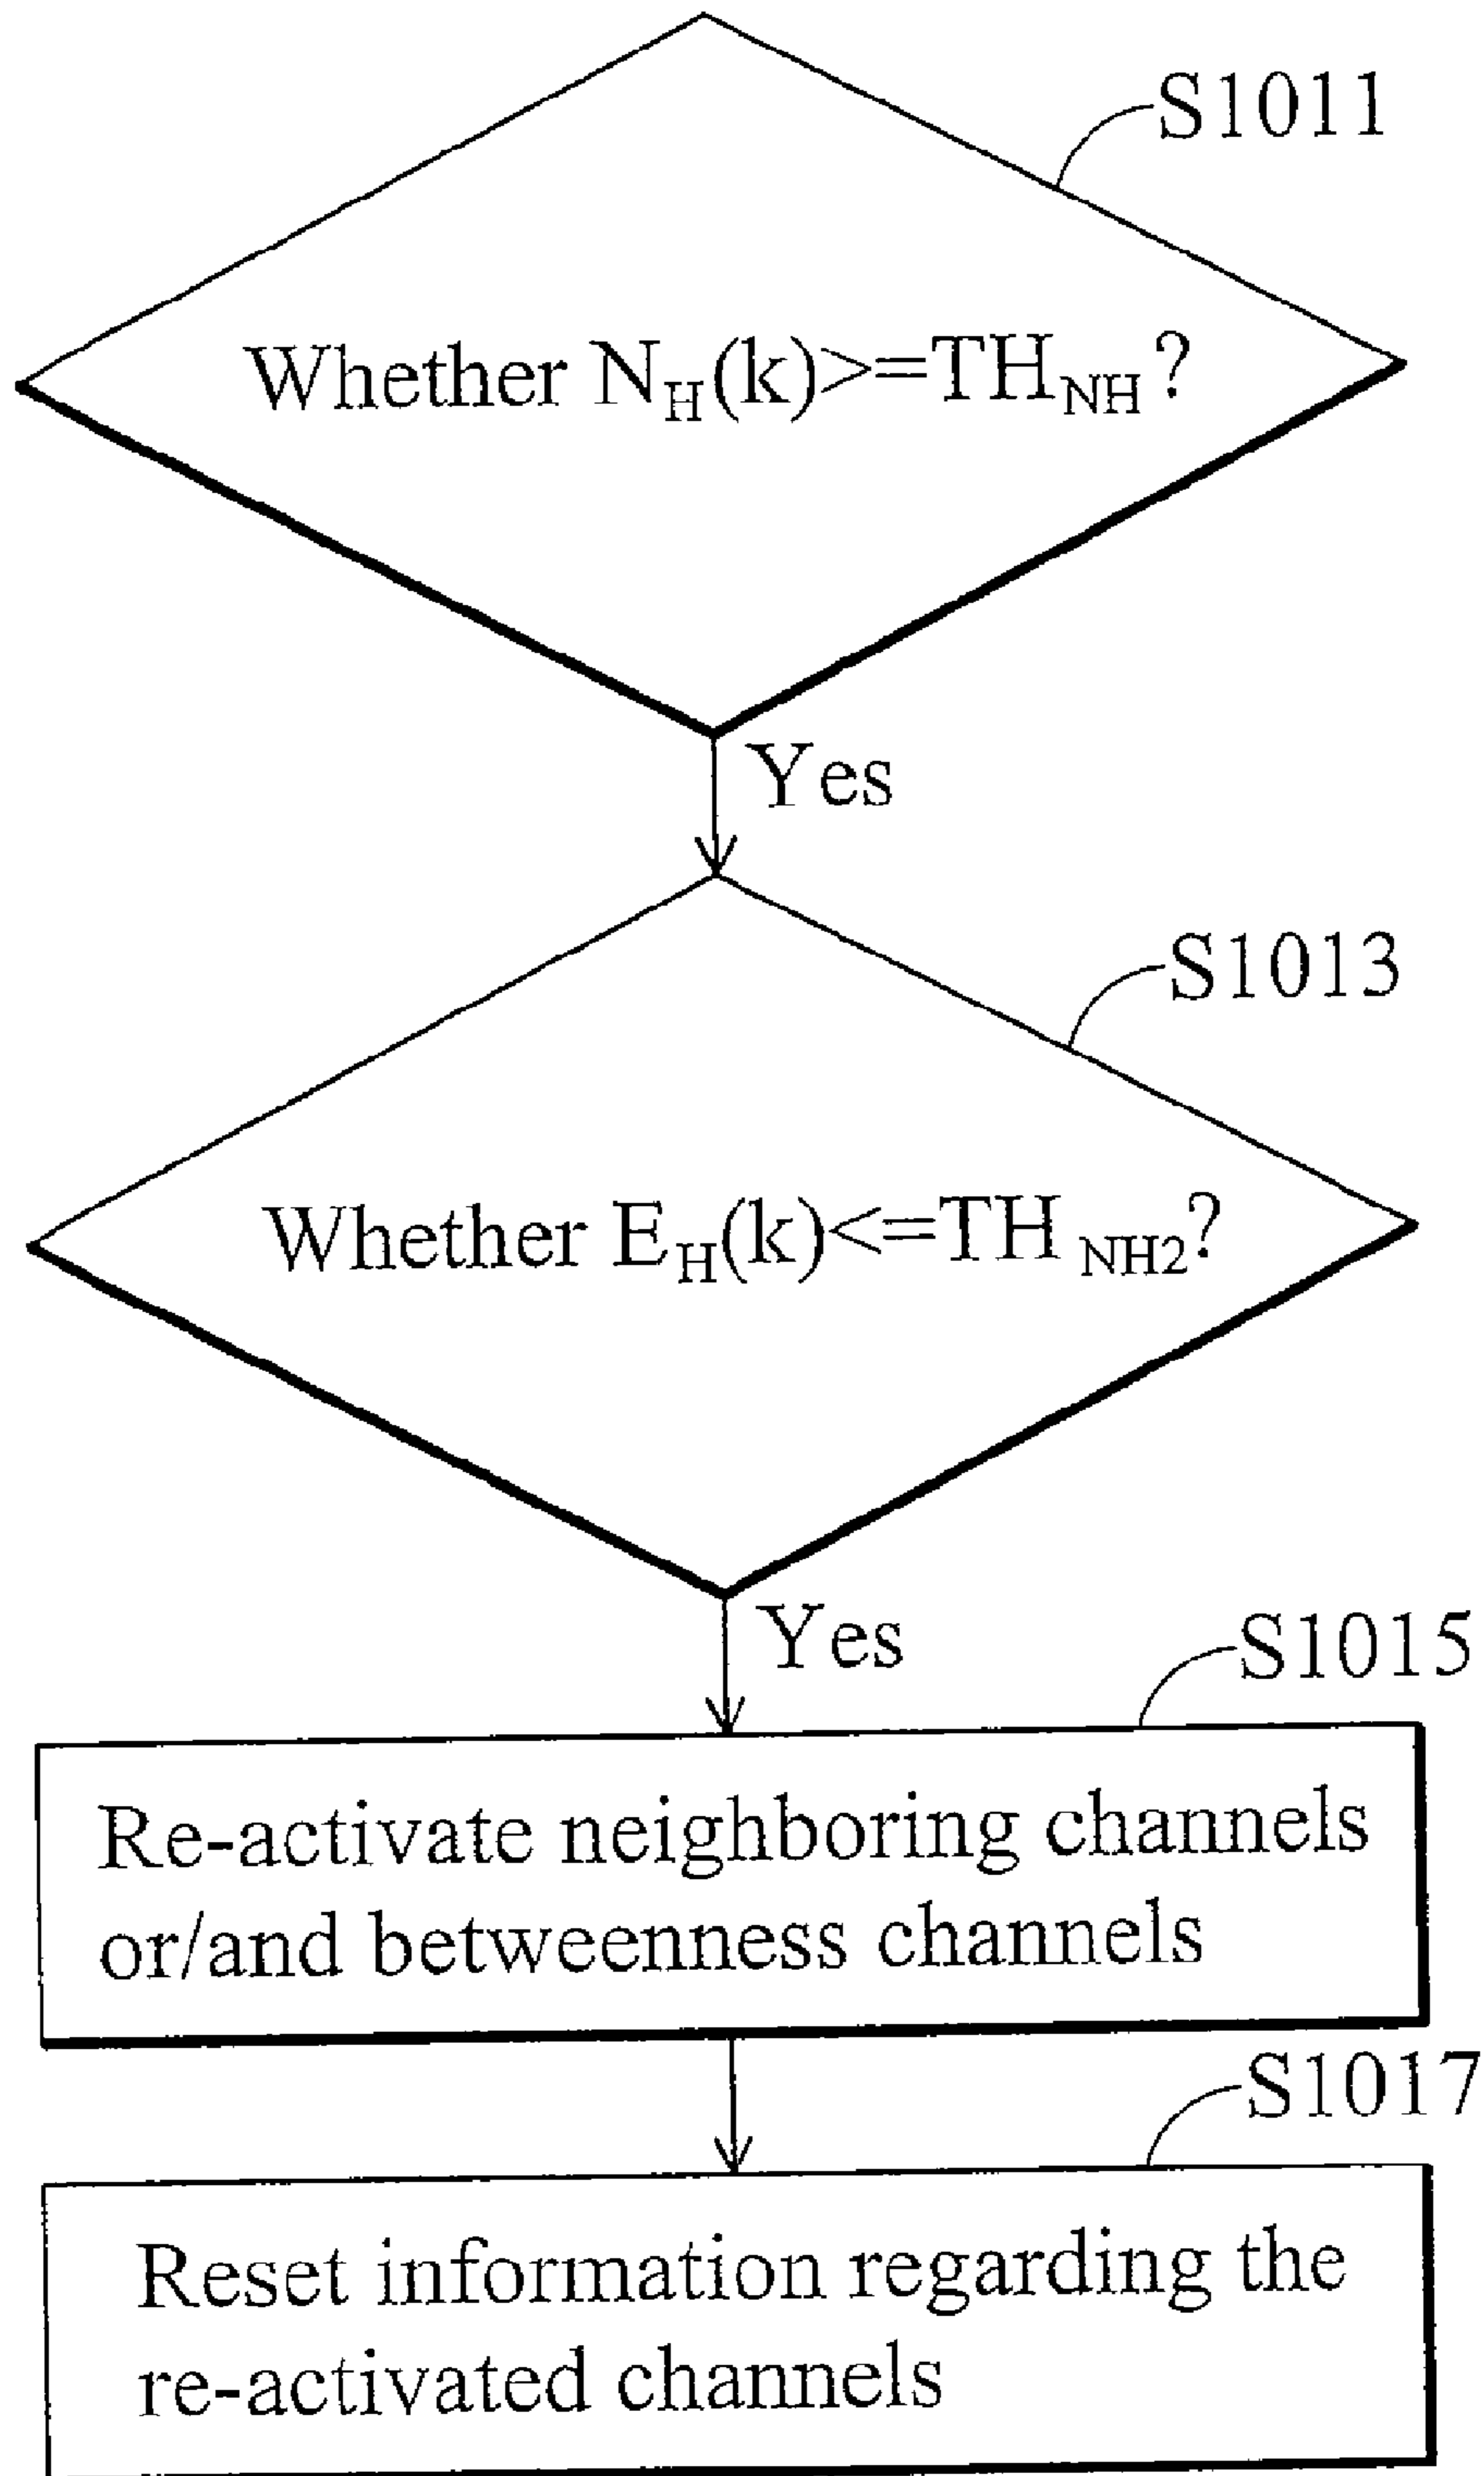 S1011
Whether N_H(k)>=TH_NH ?
Yes
S1013
Whether E_H(k)<=TH_NH2?
Yes
S1015
Re-activate neighboring channels
or/and betweenness channels
S1017
Reset information regarding the
re-activated channels